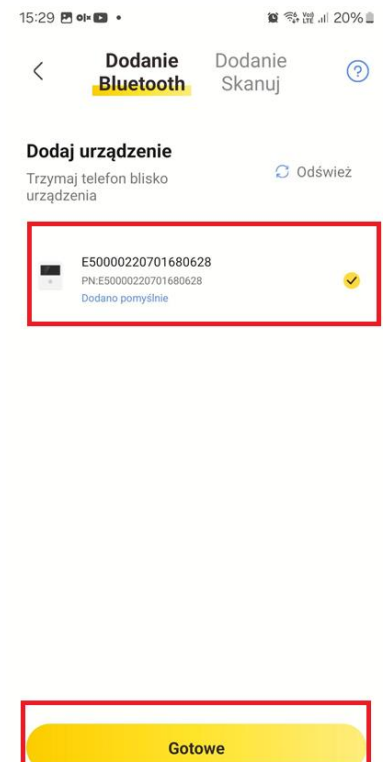 15:29 olx
20%
Dodanie
Bluetooth
Dodanie
Skanuj
?
Dodaj urządzenie
Trzymaj telefon blisko
urządzenia
Odśwież
E50000220701680628
PN:E50000220701680628
Dodano pomyślnie
Gotowe